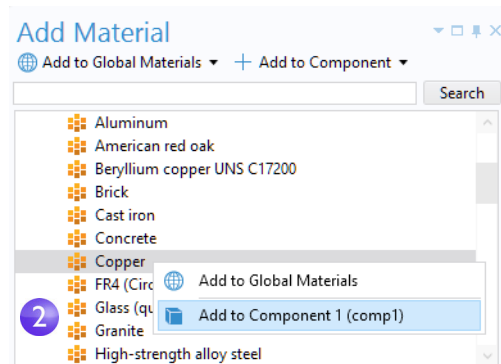 Add Material
Add to Global Materials Add to Component
Search
Aluminum
American red oak
Beryllium copper UNS C17200
Brick
Cast iron
Concrete
Copper
Add to Global Materials
FR4 (Circ
Glass (qu
Add to Component 1 (comp1)
2
Granite
High-strength alloy steel